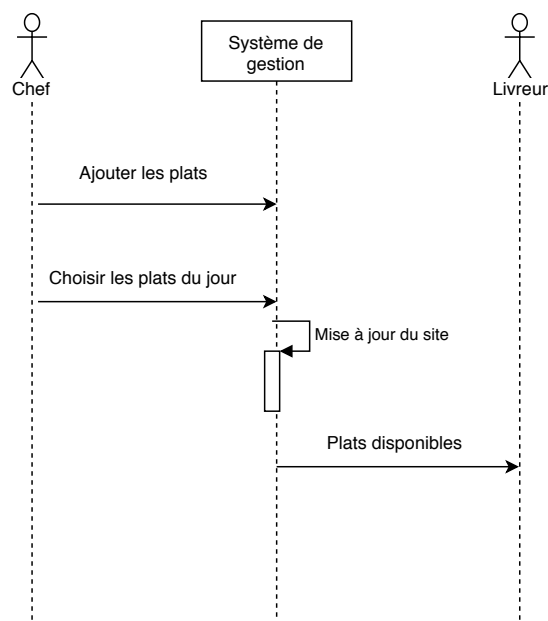 Système de
gestion
Chef
Livreur
Ajouter les plats
Choisir les plats du jour
Mise à jour du site
Plats disponibles